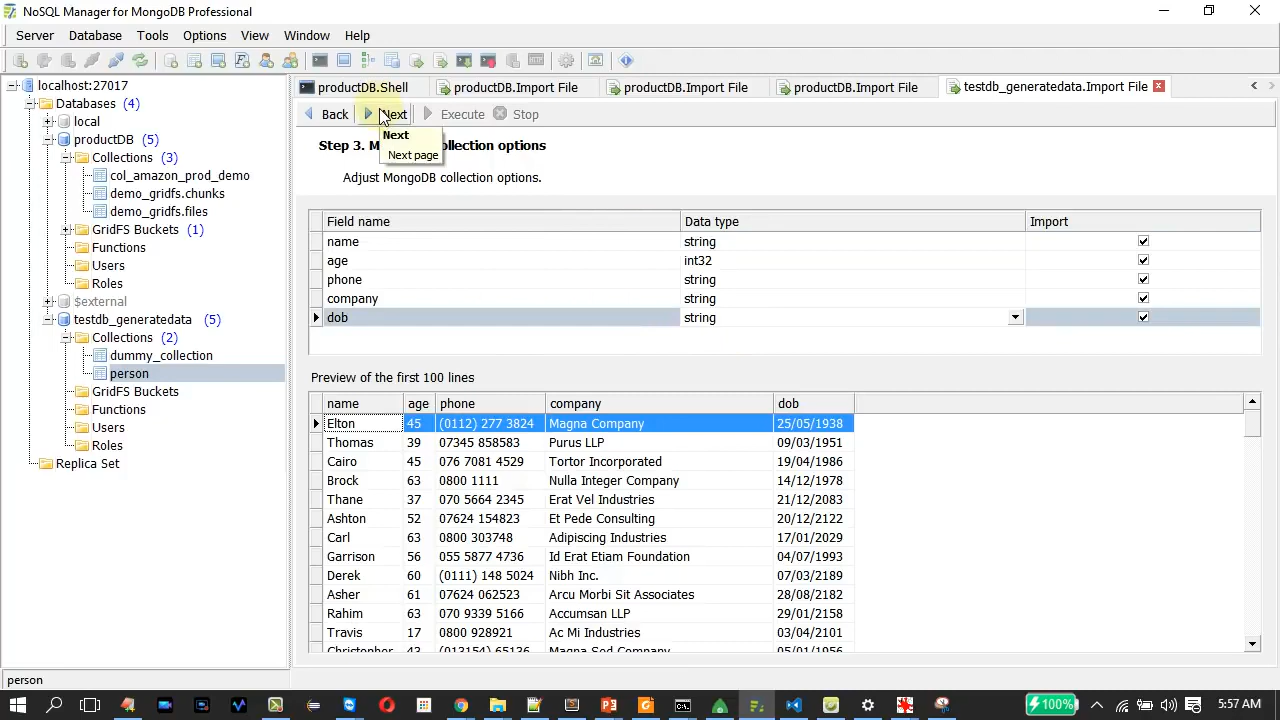 NoSQL Manager for MongoDB Professional
Server Database Tools Options View Window Help
localhost:27017
Databases (4)
local
productDB (5)
Collections (3)
col_amazon_prod_demo
demo_gridfs.chunks
demo_gridfs.files
GridFS Buckets (1)
Functions
Users
Roles
$external
testdb_generatedata (5)
Collections (2)
dummy_collection
person
GridFS Buckets
Functions
Users
Roles
Replica Set
productDB.Shell productDB.Import File productDB.Import File productDB.Import File testdb_generatedata.Import File
Back Next Execute Stop
Next
Next page
Step 3. M collection options
Adjust MongoDB collection options.
Field name Data type Import
name string
age int32
phone string
company string
dob string
Preview of the first 100 lines
name age phone company dob
Elton 45 (0112) 277 3824 Magna Company 25/05/1938
Thomas 39 07345 858583 Purus LLP 09/03/1951
Cairo 45 076 7081 4529 Tortor Incorporated 19/04/1986
Brock 63 0800 1111 Nulla Integer Company 14/12/1978
Thane 37 070 5664 2345 Erat Vel Industries 21/12/2083
Ashton 52 07624 154823 Et Pede Consulting 20/12/2122
Carl 63 0800 303748 Adipiscing Industries 17/01/2029
Garrison 56 055 5877 4736 Id Erat Etiam Foundation 04/07/1993
Derek 60 (0111) 148 5024 Nibh Inc. 07/03/2189
Asher 61 07624 062523 Arcu Morbi Sit Associates 28/08/2182
Rahim 63 070 9339 5166 Accumsan LLP 29/01/2158
Travis 17 0800 928921 Ac Mi Industries 03/04/2101
Christopher 63 (013154) 65136 Magna Sed Company 05/01/1956
person
100% 5:57 AM